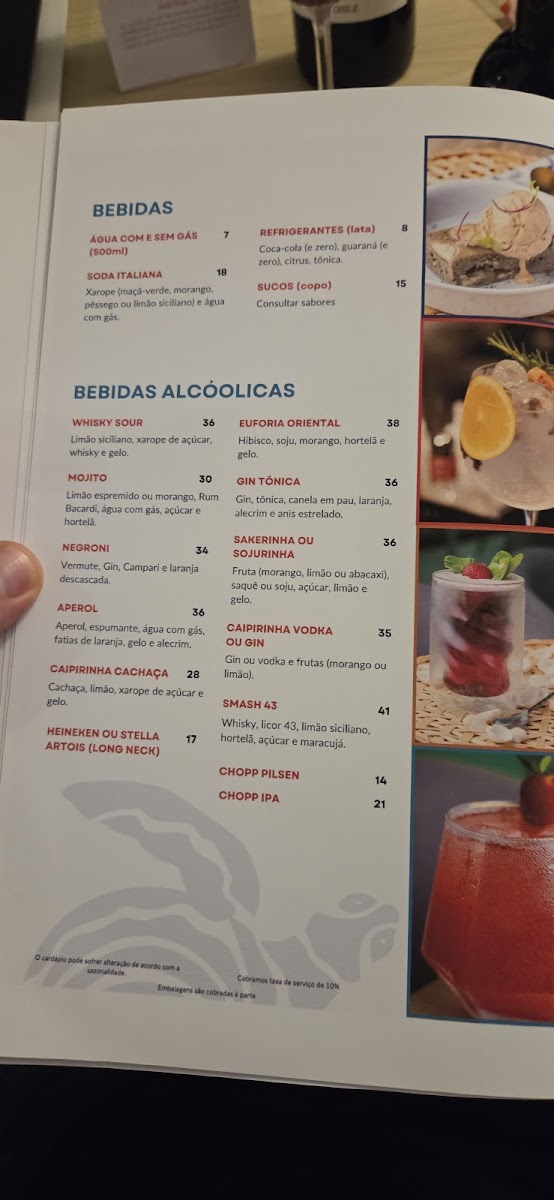 BEBIDAS
ÁGUA COM E SEM GÁS 7
(500ml)
SODA ITALIANA 18
Xarope (maçã-verde, morango,
pêssego ou limão siciliano) e água
com gás.
REFRIGERANTES (lata) 8
Coca-cola (e zero), guaraná (e
zero), citrus, tônica.
SUCOS (copo) 15
Consultar sabores
BEBIDAS ALCÓOLICAS
WHISKY SOUR 36
Limão siciliano, xarope de açúcar,
whisky e gelo.
MOJITO 30
Limão espremido ou morango, Rum
Bacardi, água com gás, açúcar e
hortelã.
NEGRONI 34
Vermute, Gin, Campari e laranja
descascada.
APEROL 36
Aperol, espumante, água com gás,
fatias de laranja, gelo e alecrim.
CAIPIRINHA CACHAÇA 28
Cachaça, limão, xarope de açúcar e
gelo.
HEINEKEN OU STELLA 17
ARTOIS (LONG NECK)
EUFORIA ORIENTAL 38
Hibisco, soju, morango, hortelã e
gelo.
GIN TÔNICA 36
Gin, tônica, canela em pau, laranja,
alecrim e anis estrelado.
SAKERINHA OU 36
SOJURINHA
Fruta (morango, limão ou abacaxi),
saquê ou soju, açúcar, limão e
gelo.
CAIPIRINHA VODKA 35
OU GIN
Gin ou vodka e frutas (morango ou
limão).
SMASH 43 41
Whisky, licor 43, limão siciliano,
hortelã, açúcar e maracujá.
CHOPP PILSEN 14
CHOPP IPA 21
O cardápio pode sofrer alteração de acordo com a
sazonalidade.
Cobramos taxa de serviço de 10%
Embalagens são cobradas à parte